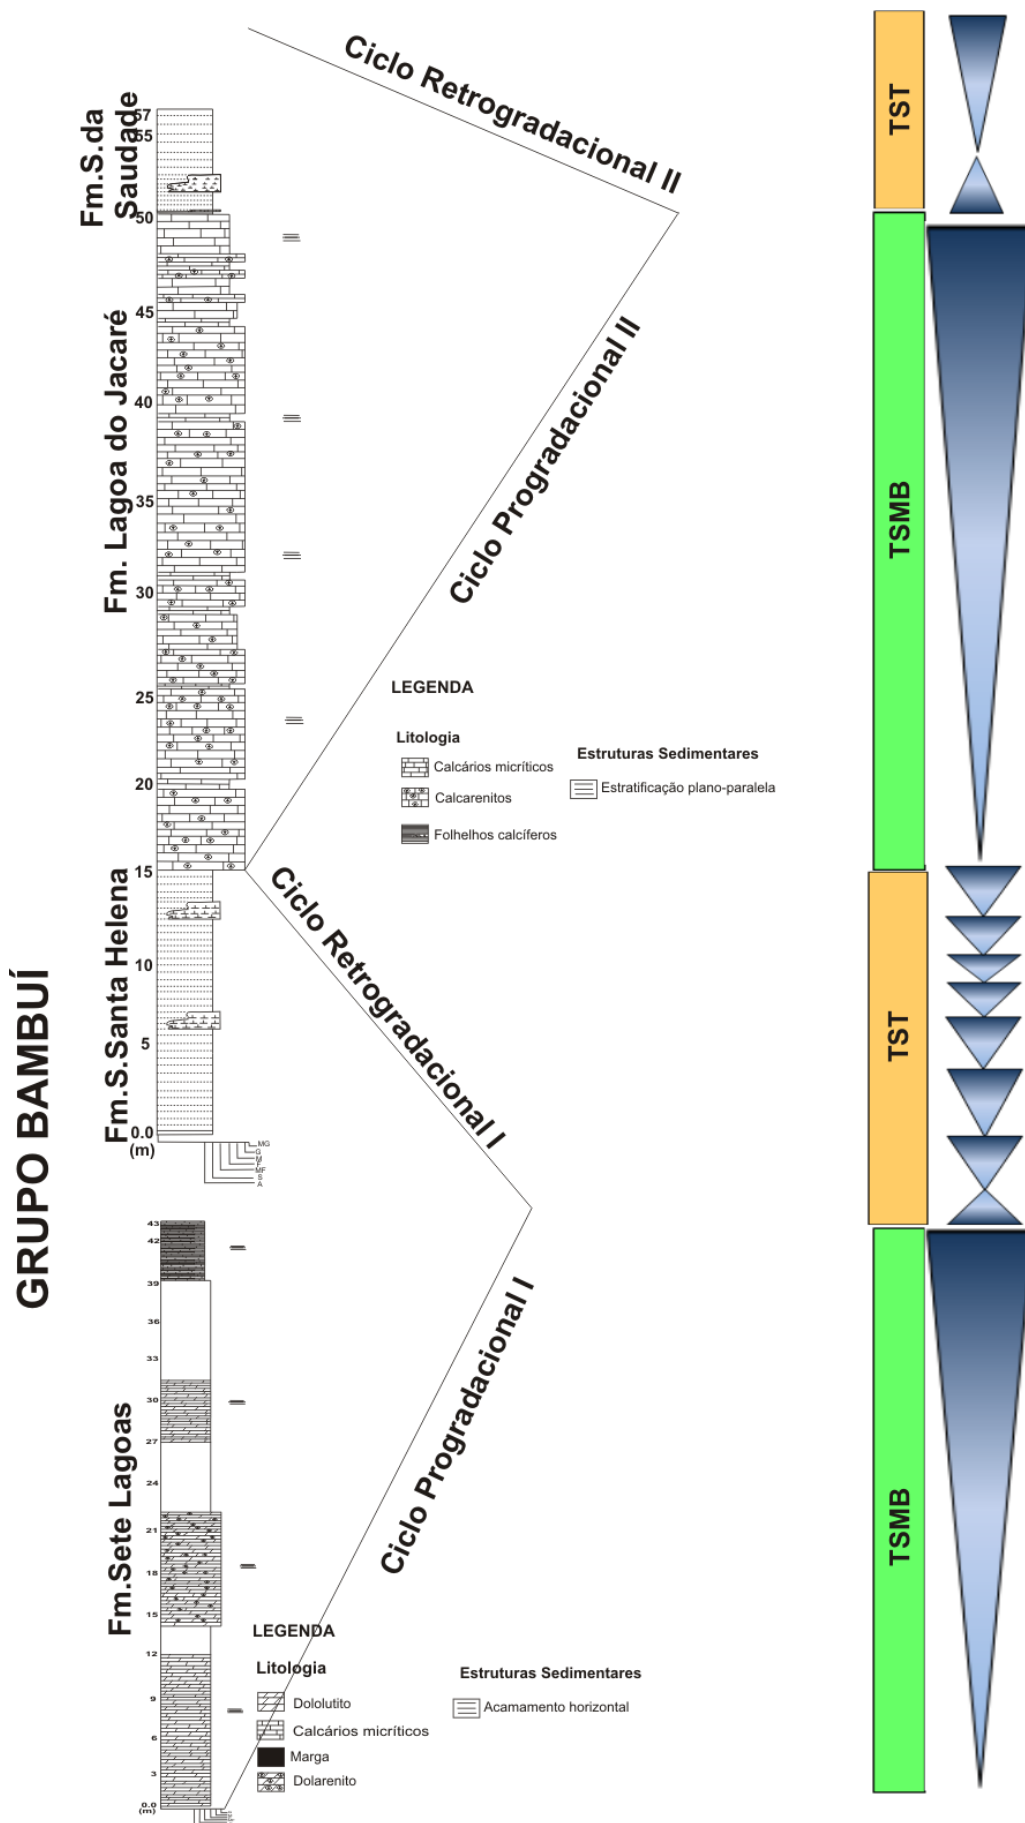 GRUPO BAMBUÍ
Fm.S.da
Saudade
Fm. Lagoa do Jacaré
Fm.S.Santa Helena
Fm.Sete Lagoas
57
55
50
45
40
35
30
25
20
15
10
5
0.0
(m)
MG
G
M
F
MF
S
A
43
42
39
36
33
30
27
24
21
18
15
12
9
6
3
0.0
(m)
Ciclo Retrogradacional II
Ciclo Progradacional II
Ciclo Retrogradacional I
Ciclo Progradacional I
LEGENDA
Litologia
Calcários micríticos
Calcarenitos
Folhelhos calcíferos
Estruturas Sedimentares
Estratificação plano-paralela
LEGENDA
Litologia
Dololutito
Calcários micríticos
Marga
Dolarenito
Estruturas Sedimentares
Acamamento horizontal
TST
TSMB
TST
TSMB